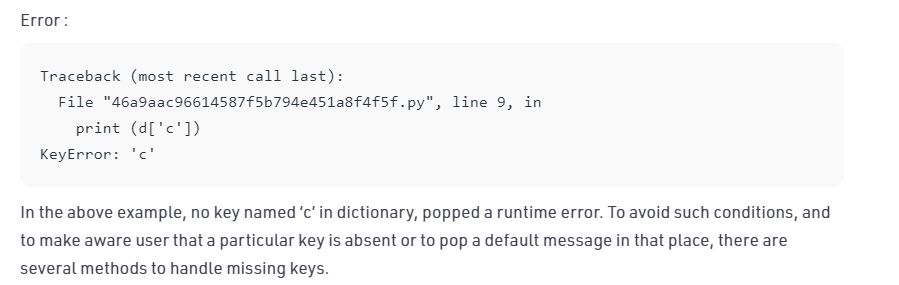 Error :
Traceback (most recent call last):
  File "46a9aac96614587f5b794e451a8f4f5f.py", line 9, in
    print (d['c'])
KeyError: 'c'
In the above example, no key named ‘c’ in dictionary, popped a runtime error. To avoid such conditions, and
to make aware user that a particular key is absent or to pop a default message in that place, there are
several methods to handle missing keys.